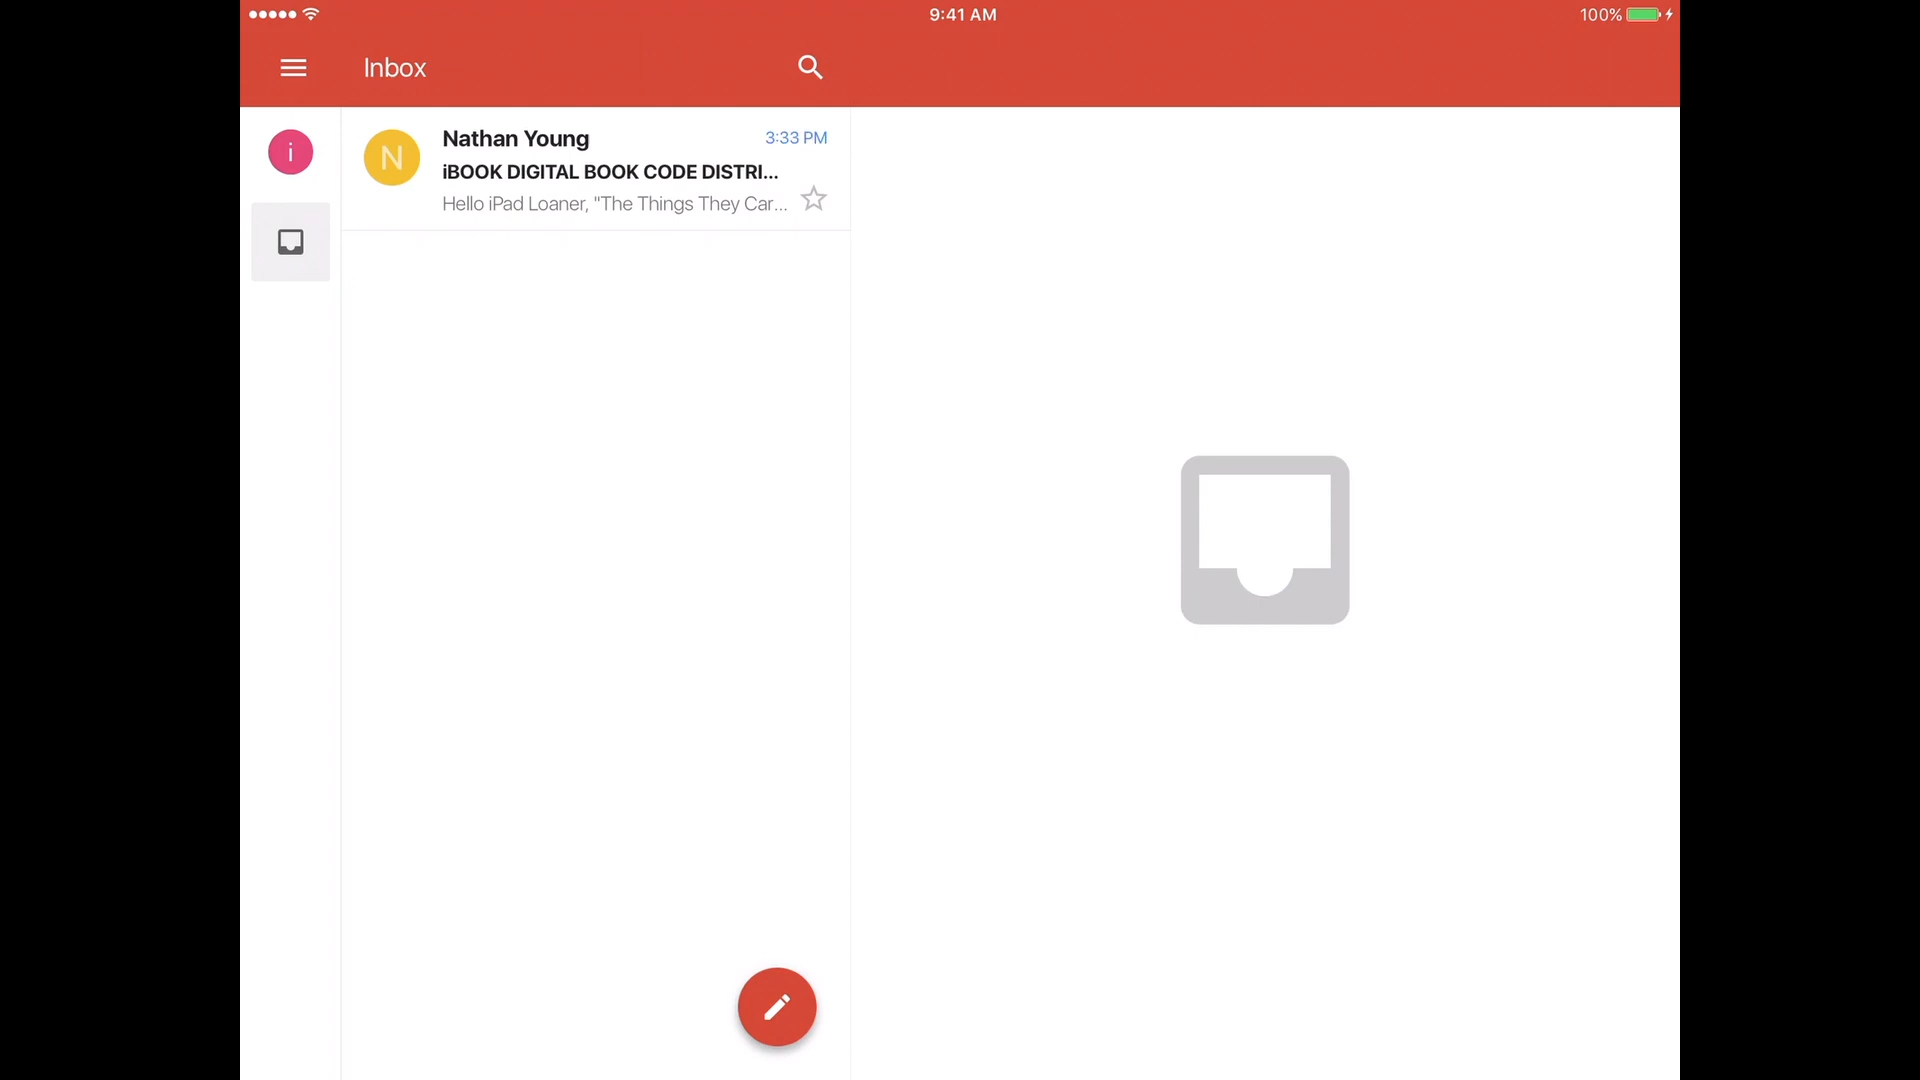 9:41 AM
100%
Inbox
i
N
Nathan Young
3:33 PM
iBOOK DIGITAL BOOK CODE DISTRI...
Hello iPad Loaner, "The Things They Car...